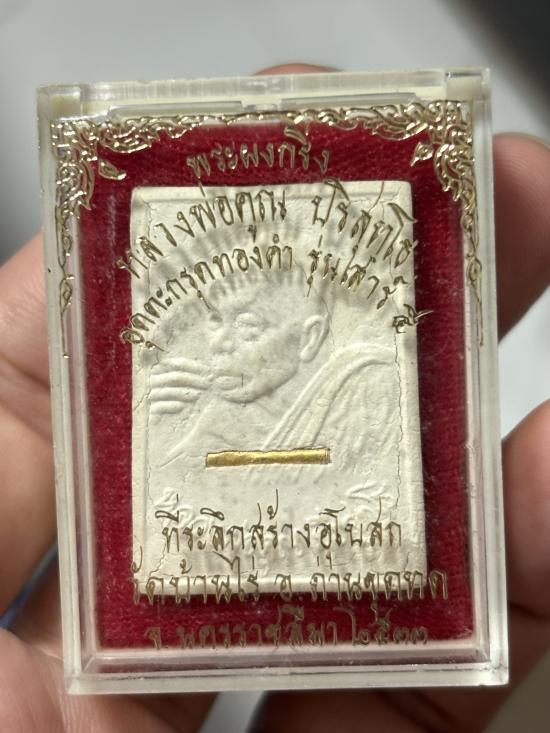 พระผงกริ่ง
หลวงพ่อคูณ ปริสุทโธ
อุดตะกรุดทองคำ รุ่นเสาร์ ๕
ที่ระลึกสร้างอุโบสถ
วัดบ้านไร่ อ.ด่านขุนทด
จ.นครราชสีมา ๒๕๓๓